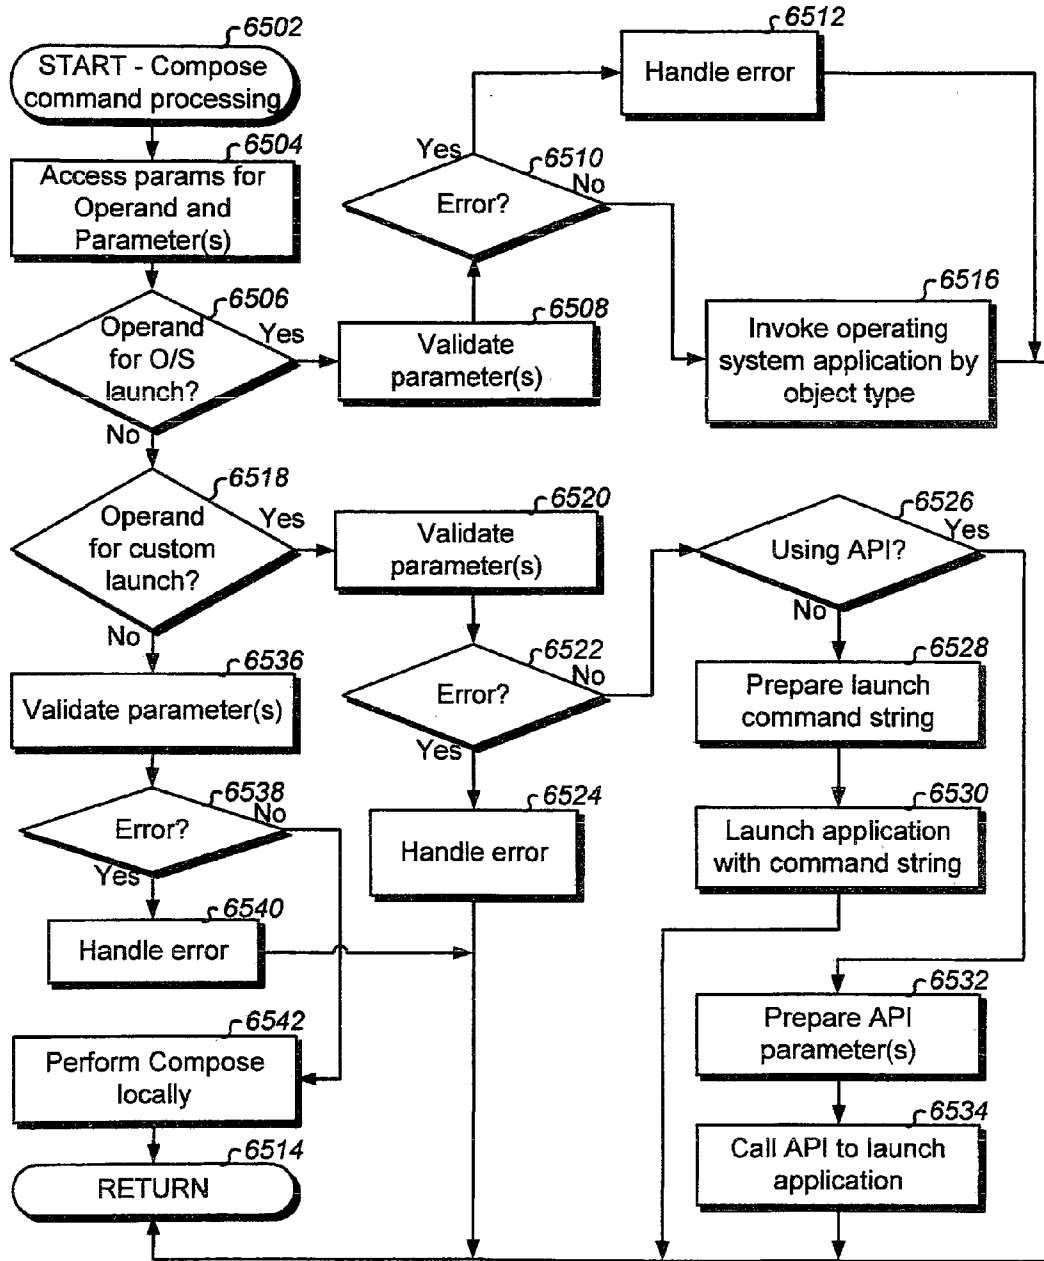 6502
START - Compose
command processing
6504
Access params for
Operand and
Parameter(s)
6506
Operand
for O/S
launch?
Yes
No
6508
Validate
parameter(s)
6510
Error?
Yes
No
6512
Handle error
6516
Invoke operating
system application by
object type
6518
Operand
for custom
launch?
Yes
No
6520
Validate
parameter(s)
6522
Error?
No
Yes
6524
Handle error
6526
Using API?
Yes
No
6528
Prepare launch
command string
6530
Launch application
with command string
6532
Prepare API
parameter(s)
6534
Call API to launch
application
6536
Validate parameter(s)
6538
Error?
No
Yes
6540
Handle error
6542
Perform Compose
locally
6514
RETURN